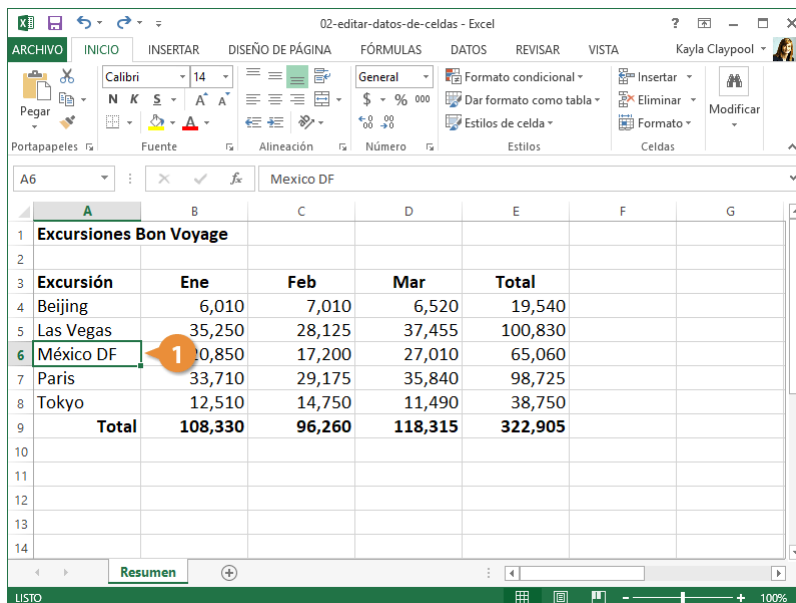 02-editar-datos-de-celdas - Excel
ARCHIVO INICIO INSERTAR DISEÑO DE PÁGINA FÓRMULAS DATOS REVISAR VISTA Kayla Claypool
Pegar
Calibri 14
N K S A A
A
General
$ % 000
Formato condicional
Dar formato como tabla
Estilos de celda
Insertar
Eliminar
Formato
Modificar
Portapapeles Fuente Alineación Número Estilos Celdas
A6 fx Mexico DF
A B C D E F G
1 Excursiones Bon Voyage
2
3 Excursión Ene Feb Mar Total
4 Beijing 6,010 7,010 6,520 19,540
5 Las Vegas 35,250 28,125 37,455 100,830
6 México DF 1 0,850 17,200 27,010 65,060
7 Paris 33,710 29,175 35,840 98,725
8 Tokyo 12,510 14,750 11,490 38,750
9 Total 108,330 96,260 118,315 322,905
10
11
12
13
14
Resumen
LISTO 100%